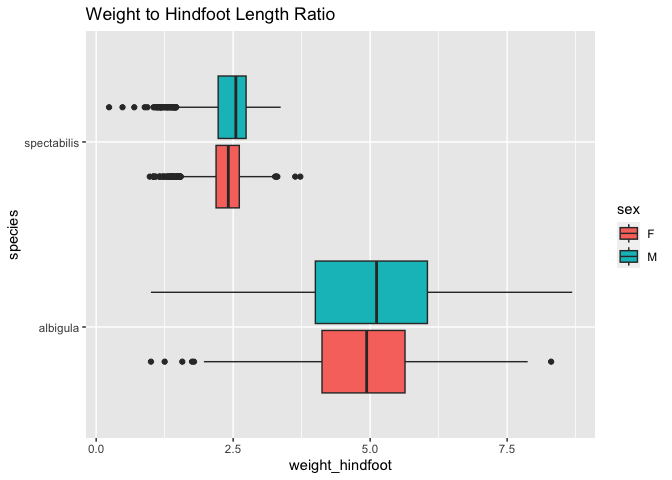 Weight to Hindfoot Length Ratio
spectabilis
albigula
species
0.0
2.5
5.0
7.5
weight_hindfoot
sex
F
M